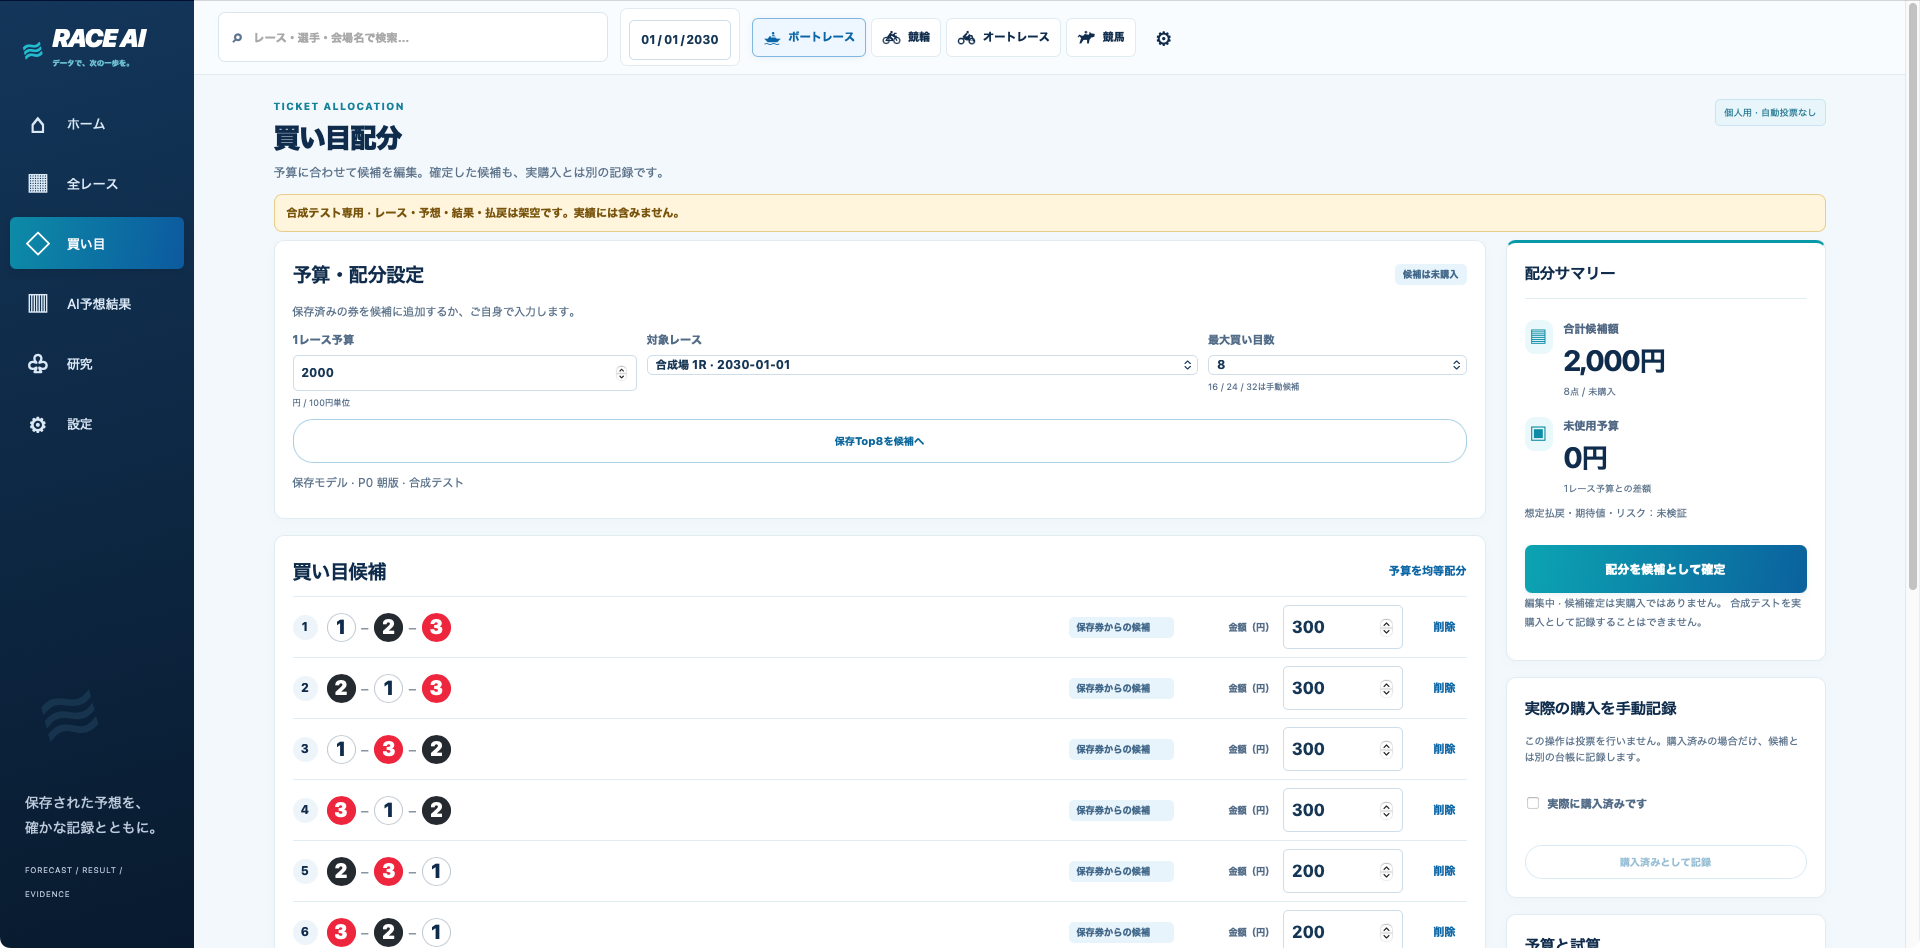 RACE AI
データで、次の一歩を。
ホーム
全レース
買い目
AI予想結果
研究
設定
保存された予想を、
確かな記録とともに。
FORECAST / RESULT /
EVIDENCE
レース・選手・会場名で検索...
01/01/2030
ボートレース
競輪
オートレース
競馬
TICKET ALLOCATION
買い目配分
予算に合わせて候補を編集。確定した候補も、実購入とは別の記録です。
個人用・自動投票なし
合成テスト専用・レース・予想・結果・払戻は架空です。実績には含みません。
予算・配分設定
候補は未購入
保存済みの券を候補に追加するか、ご自身で入力します。
1レース予算
2000
円 / 100円単位
対象レース
合成場 1R · 2030-01-01
最大買い目数
8
16 / 24 / 32は手動候補
保存Top8を候補へ
保存モデル · P0 朝版 · 合成テスト
買い目候補
予算を均等配分
1 1 – 2 – 3 保存券からの候補 金額（円） 300 削除
2 2 – 1 – 3 保存券からの候補 金額（円） 300 削除
3 1 – 3 – 2 保存券からの候補 金額（円） 300 削除
4 3 – 1 – 2 保存券からの候補 金額（円） 300 削除
5 2 – 3 – 1 保存券からの候補 金額（円） 200 削除
6 3 – 2 – 1 保存券からの候補 金額（円） 200 削除
配分サマリー
合計候補額
2,000円
8点 / 未購入
未使用予算
0円
1レース予算との差額
想定払戻・期待値・リスク：未検証
配分を候補として確定
編集中 · 候補確定は実購入ではありません。 合成テストを実
購入として記録することはできません。
実際の購入を手動記録
この操作は投票を行いません。購入済みの場合だけ、候補と
は別の台帳に記録します。
実際に購入済みです
購入済みとして記録
予算と試算